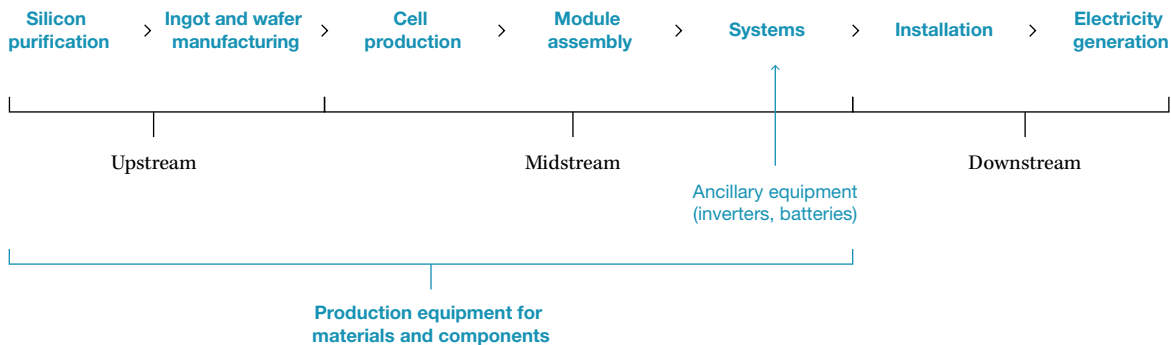 Silicon
purification
Ingot and wafer
manufacturing
Cell
production
Module
assembly
Systems
Installation
Electricity
generation
Upstream
Midstream
Downstream
Ancillary equipment
(inverters, batteries)
Production equipment for
materials and components